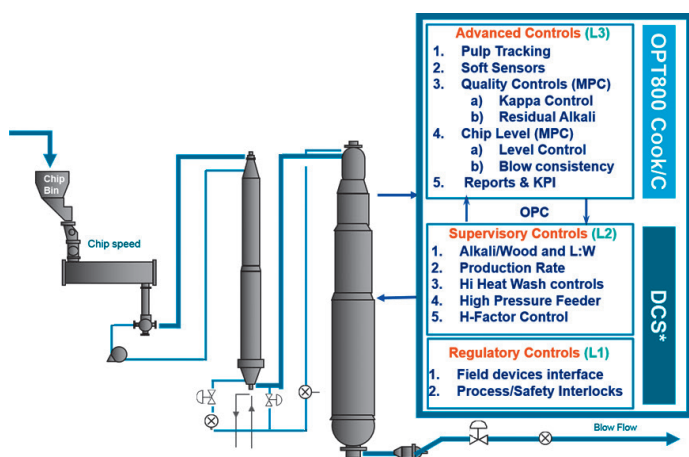 Advanced Controls (L3)
1. Pulp Tracking
2. Soft Sensors
3. Quality Controls (MPC)
a) Kappa Control
b) Residual Alkali
4. Chip Level (MPC)
a) Level Control
b) Blow consistency
5. Reports & KPI
OPT800 Cook/C
OPC
Supervisory Controls (L2)
1. Alkali/Wood and L:W
2. Production Rate
3. Hi Heat Wash controls
4. High Pressure Feeder
5. H-Factor Control
DCS*
Regulatory Controls (L1)
1. Field devices interface
2. Process/Safety Interlocks
Chip
Bin
Chip speed
Blow Flow